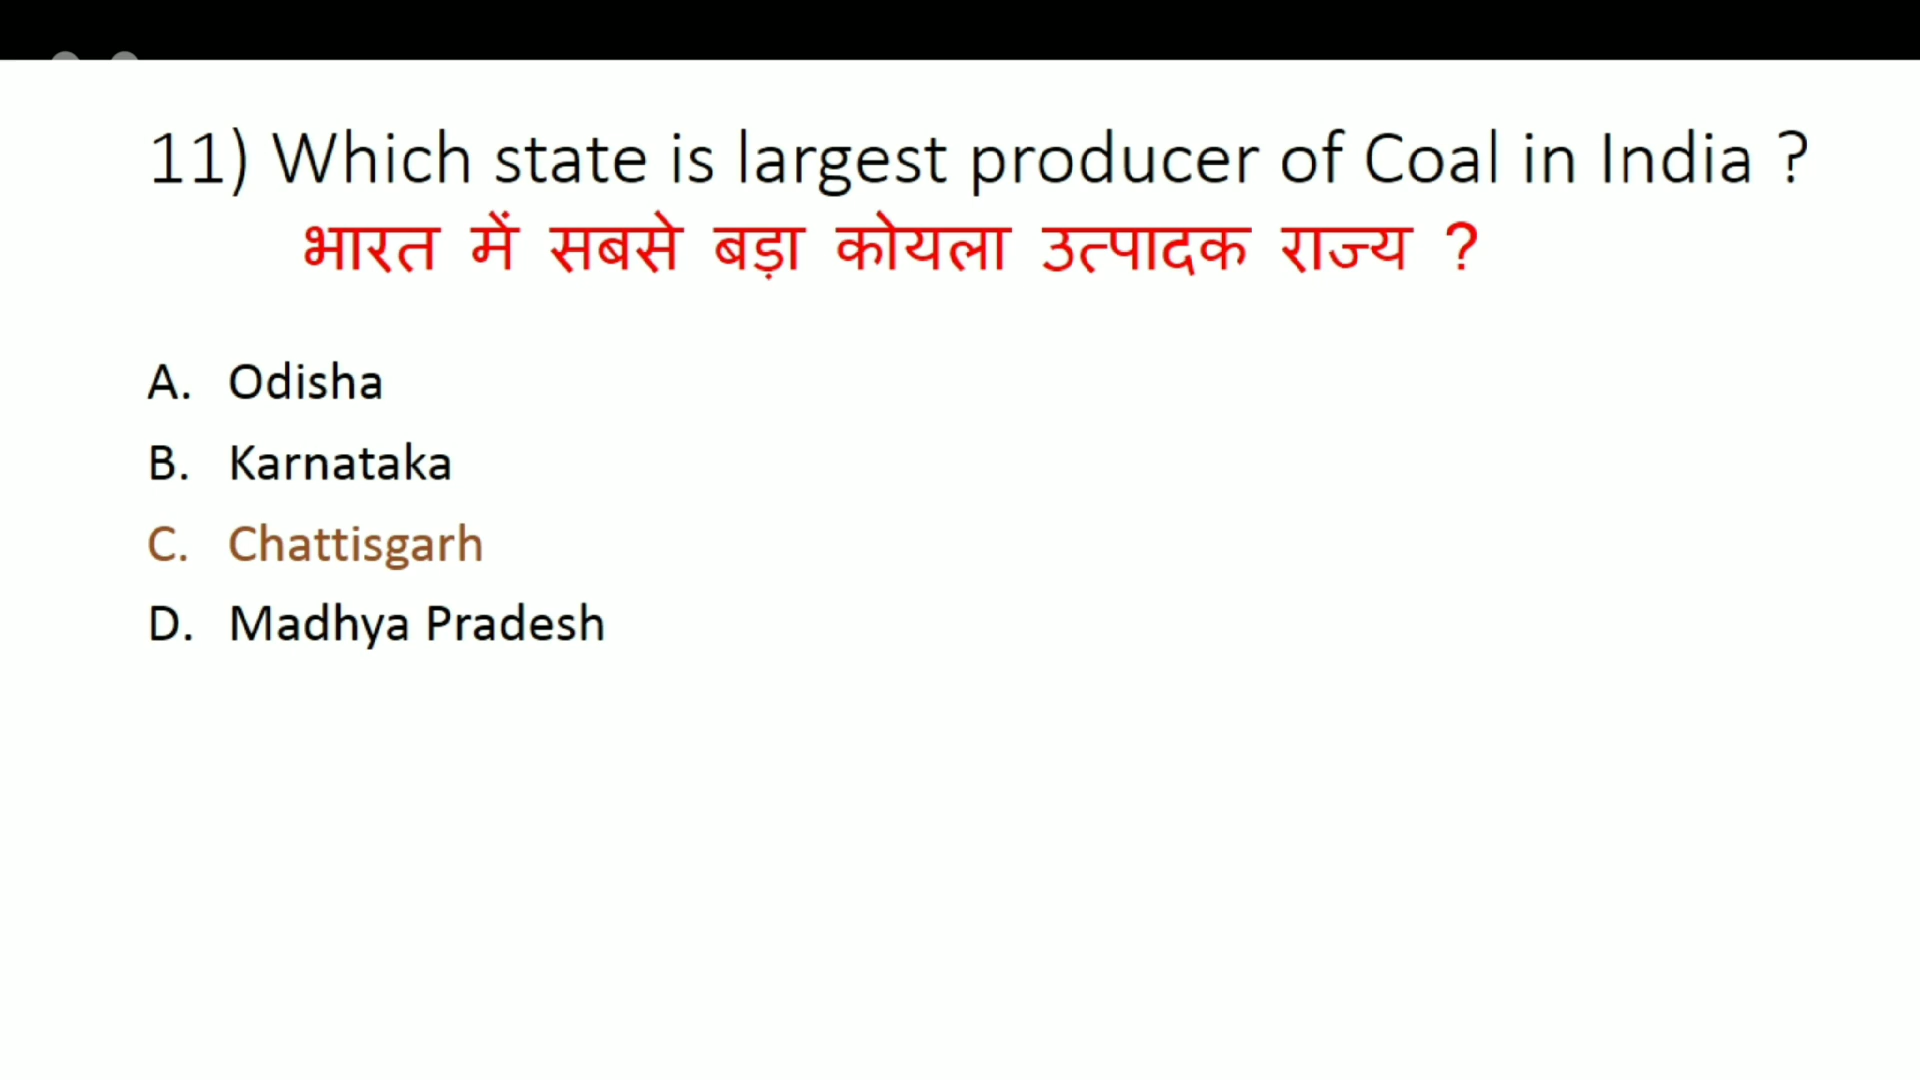 11) Which state is largest producer of Coal in India ?
भारत में सबसे बड़ा कोयला उत्पादक राज्य ?
A. Odisha
B. Karnataka
C. Chattisgarh
D. Madhya Pradesh